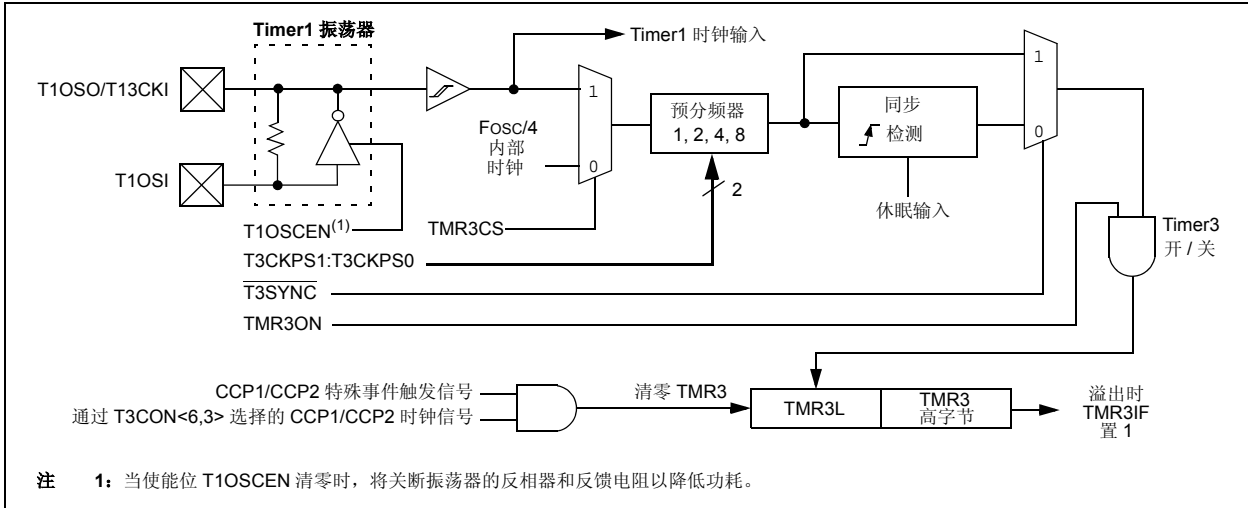 Timer1 振荡器
Timer1 时钟输入
T1OSO/T13CKI
T1OSI
1
0
FOSC/4
内部
时钟
预分频器
1, 2, 4, 8
2
同步
检测
休眠输入
1
0
T1OSCEN(1)
TMR3CS
T3CKPS1:T3CKPS0
T3SYNC
TMR3ON
Timer3
开 / 关
CCP1/CCP2 特殊事件触发信号
通过 T3CON<6,3> 选择的 CCP1/CCP2 时钟信号
清零 TMR3
TMR3L
TMR3
高字节
溢出时
TMR3IF
置 1
注 1: 当使能位 T1OSCEN 清零时，将关断振荡器的反相器和反馈电阻以降低功耗。